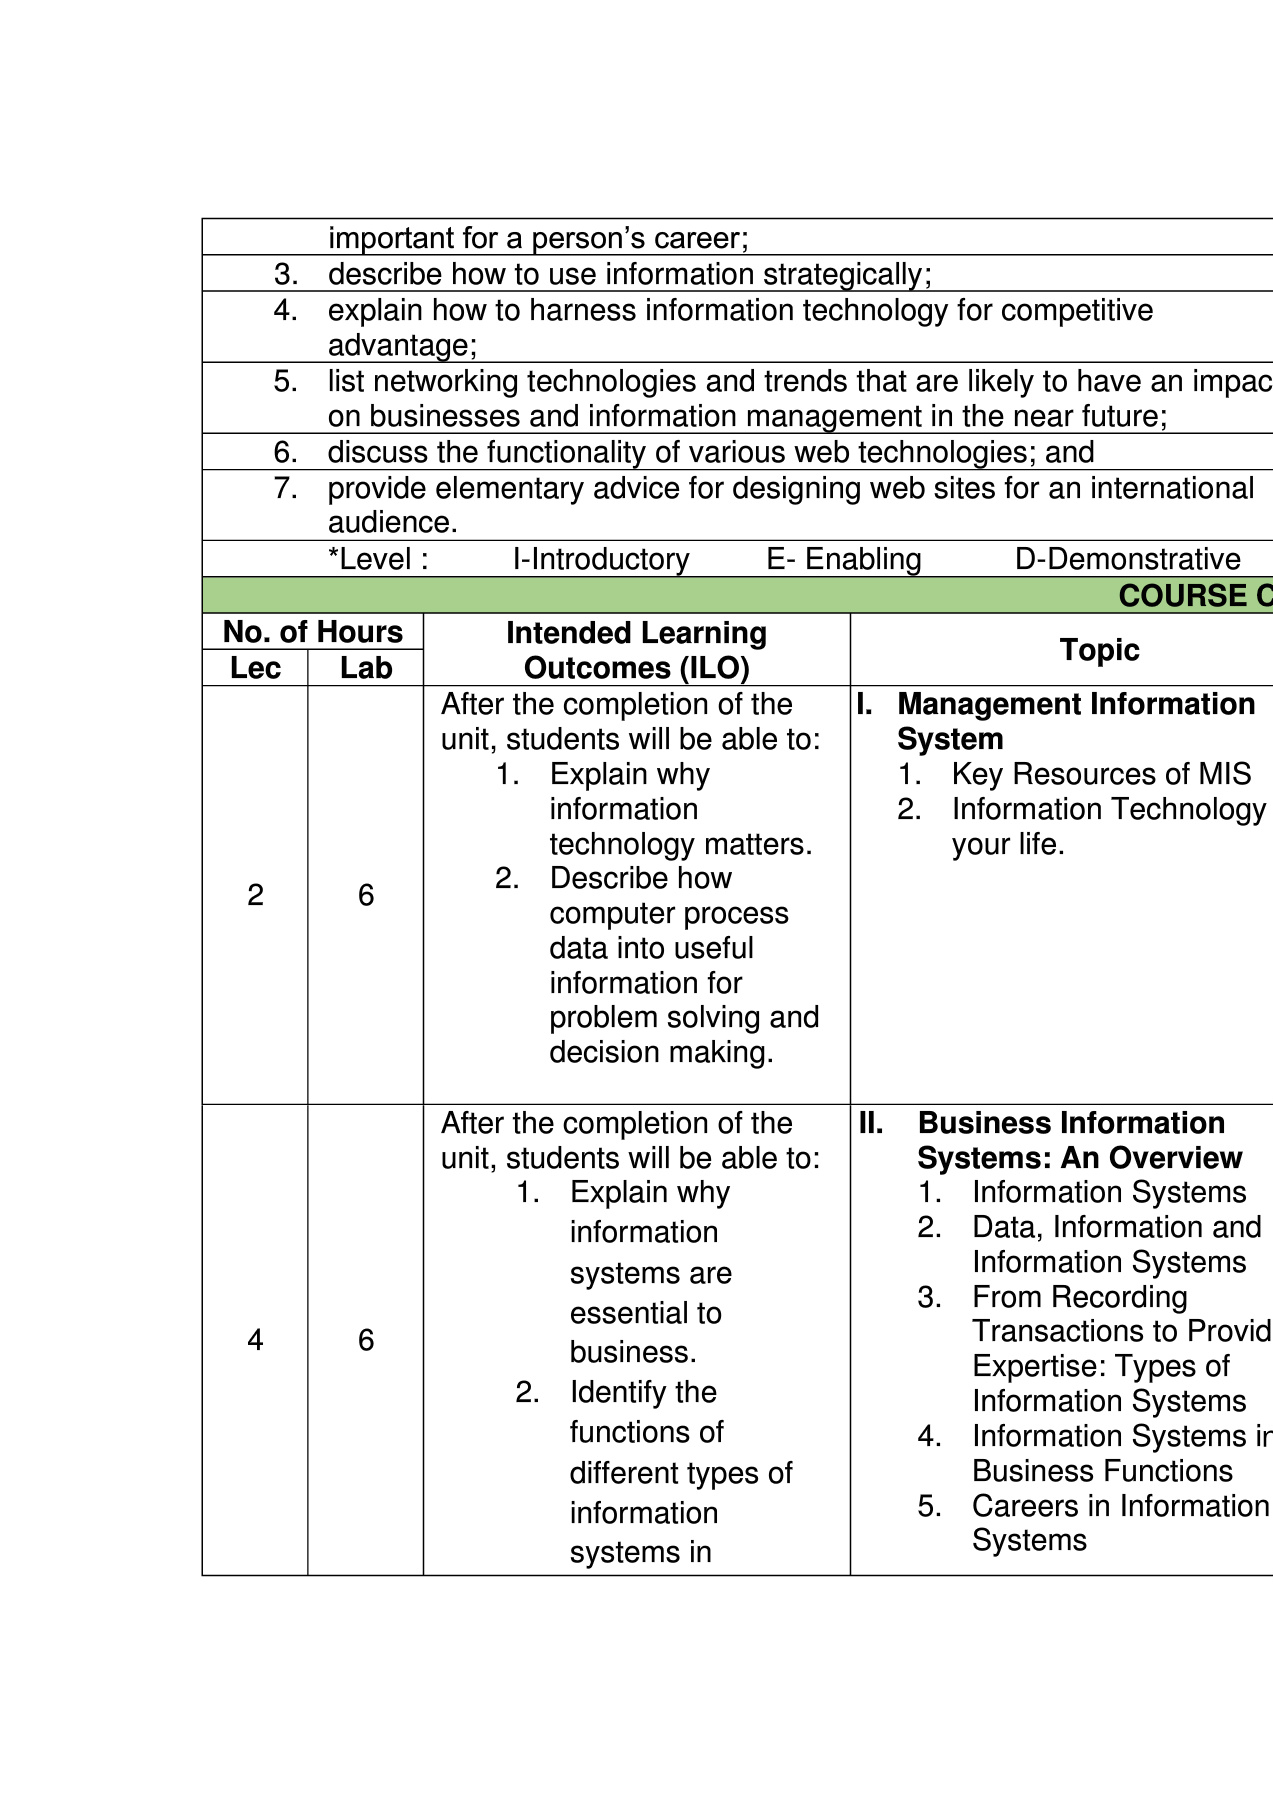 important for a person’s career;
3. describe how to use information strategically;
4. explain how to harness information technology for competitive
advantage;
5. list networking technologies and trends that are likely to have an impac
on businesses and information management in the near future;
6. discuss the functionality of various web technologies; and
7. provide elementary advice for designing web sites for an international
audience.
*Level : I-Introductory E- Enabling D-Demonstrative
COURSE C
No. of Hours
Lec Lab
Intended Learning
Outcomes (ILO)
Topic
2
6
After the completion of the
unit, students will be able to:
1. Explain why
information
technology matters.
2. Describe how
computer process
data into useful
information for
problem solving and
decision making.
I. Management Information
System
1. Key Resources of MIS
2. Information Technology
your life.
4
6
After the completion of the
unit, students will be able to:
1. Explain why
information
systems are
essential to
business.
2. Identify the
functions of
different types of
information
systems in
II. Business Information
Systems: An Overview
1. Information Systems
2. Data, Information and
Information Systems
3. From Recording
Transactions to Provid
Expertise: Types of
Information Systems
4. Information Systems in
Business Functions
5. Careers in Information
Systems